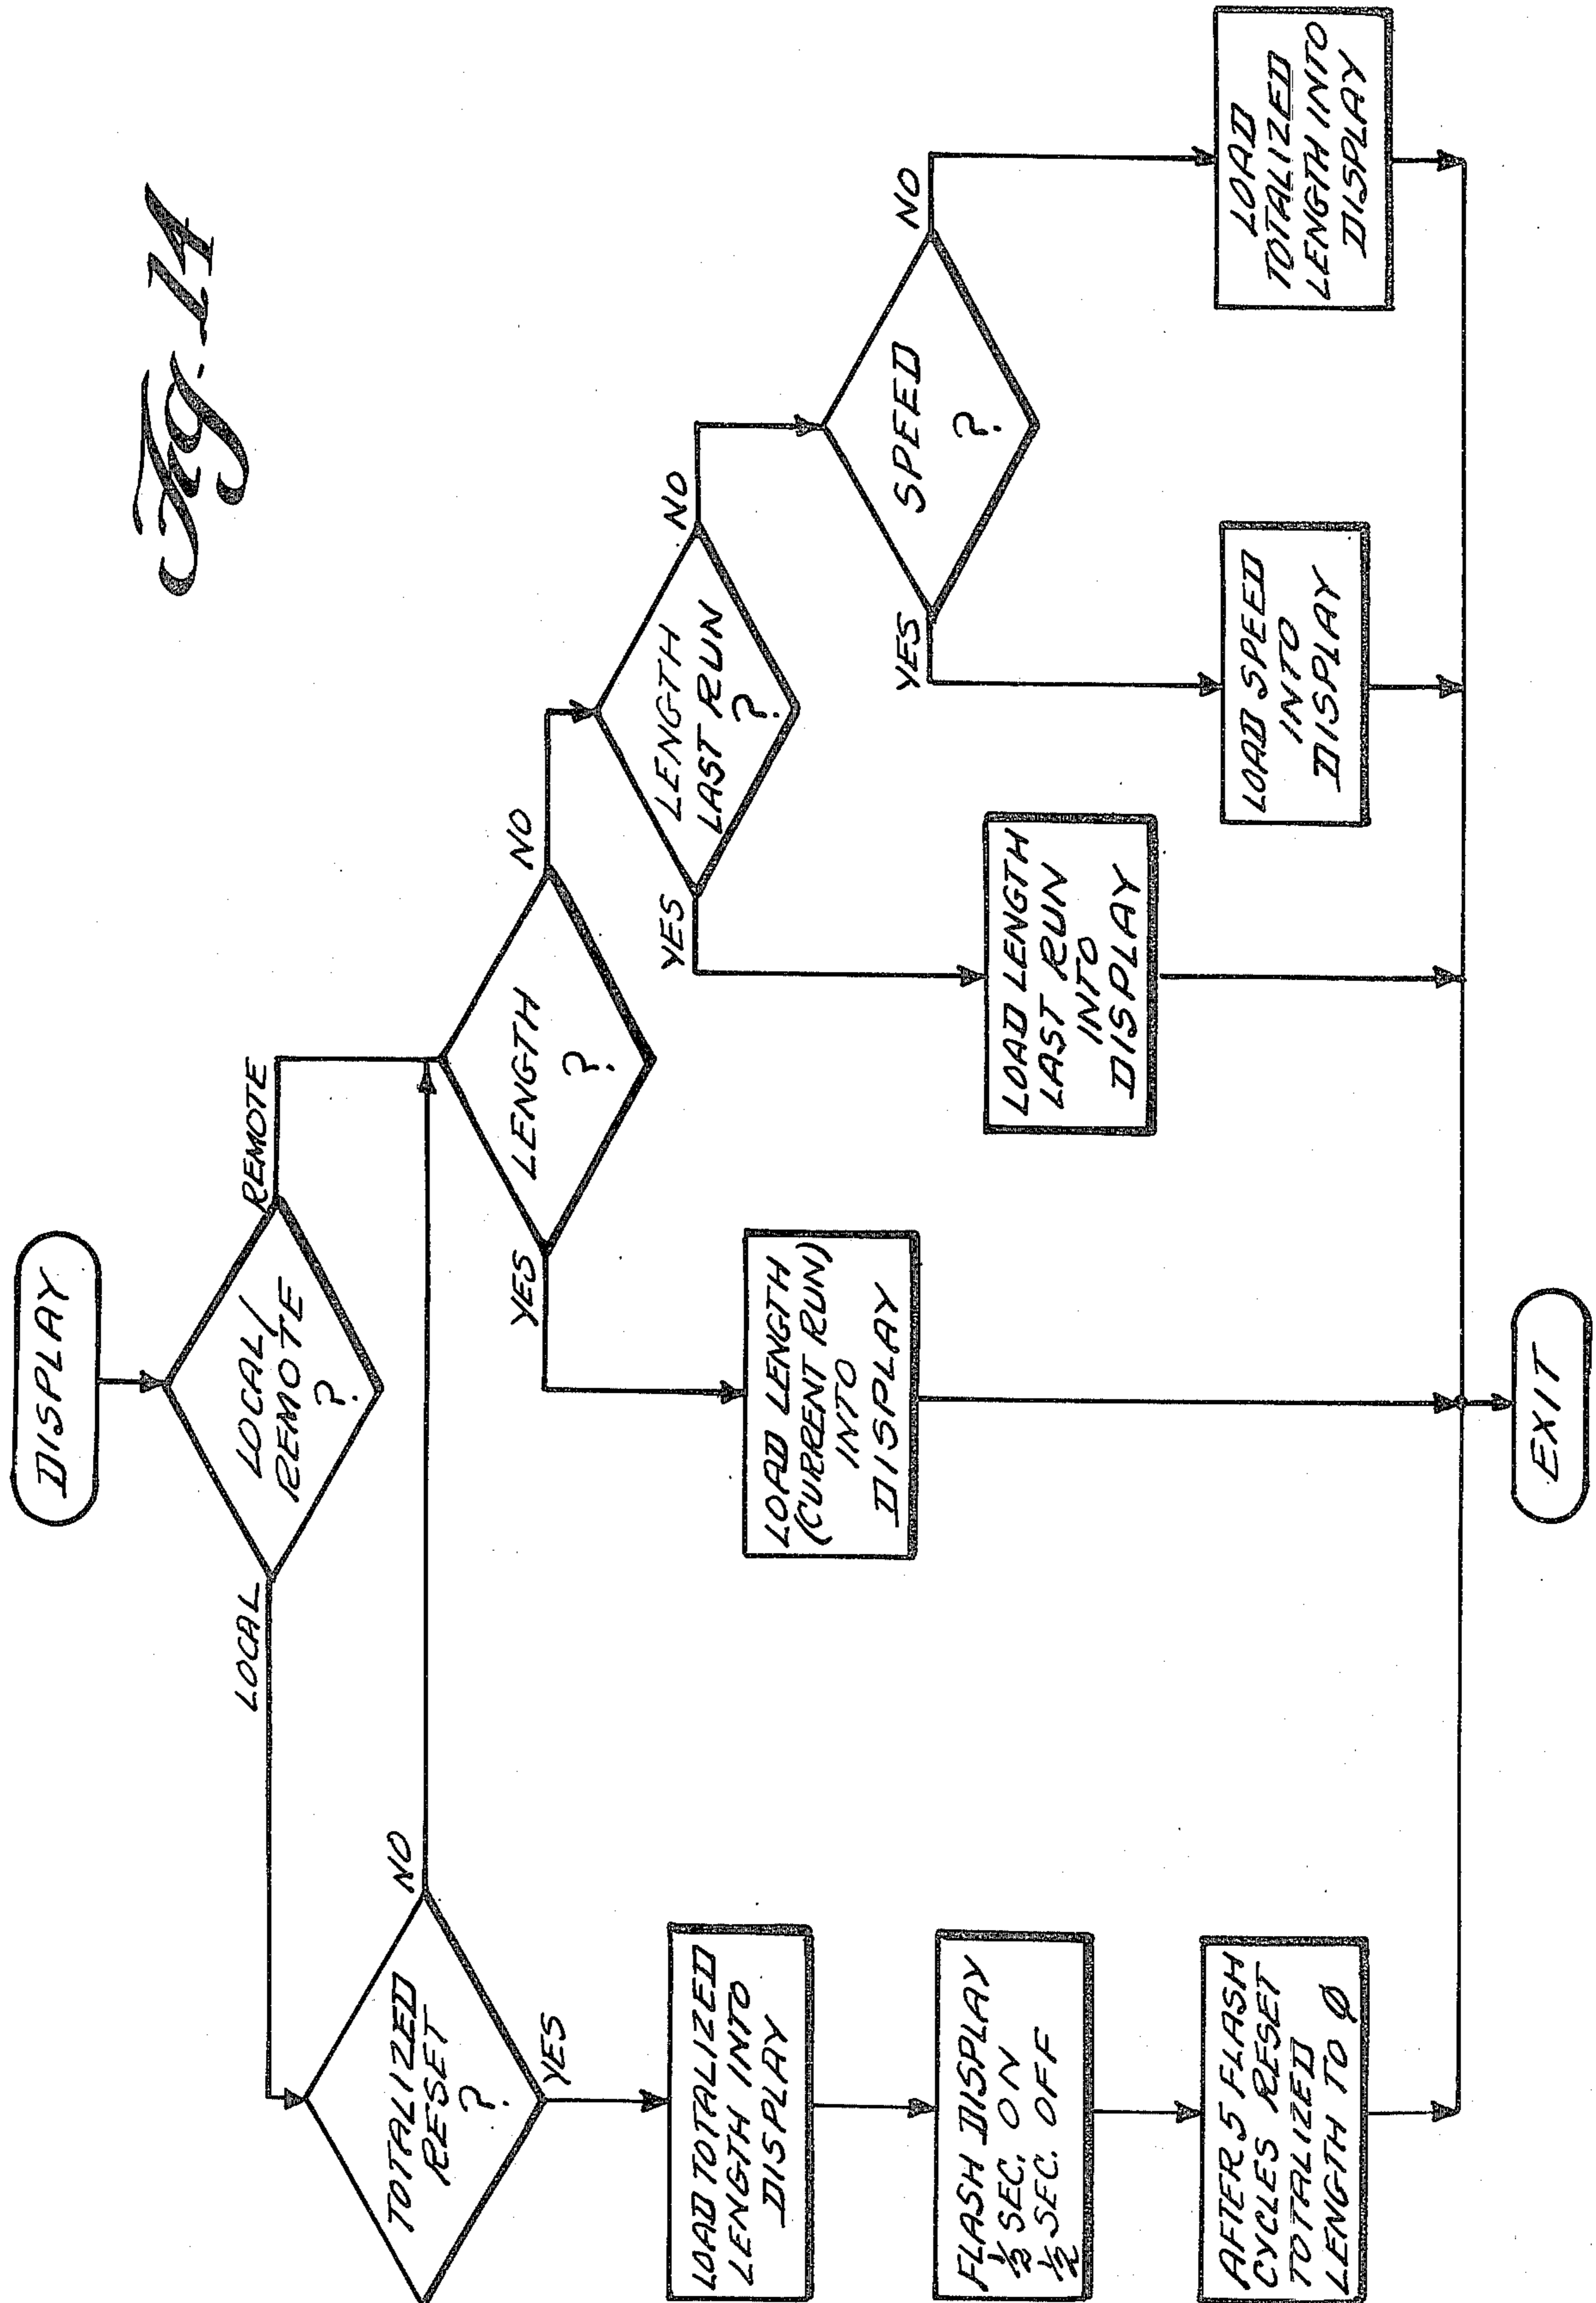 Fig. 14
DISPLAY
LOCAL/
REMOTE
?
LOCAL
REMOTE
TOTALIZED
RESET
?
NO
YES
LENGTH
?
YES
NO
LENGTH
LAST RUN
?
YES
NO
SPEED
?
YES
NO
LOAD TOTALIZED
LENGTH INTO
DISPLAY
FLASH DISPLAY
1/2 SEC. ON
1/2 SEC. OFF
AFTER 5 FLASH
CYCLES RESET
TOTALIZED
LENGTH TO Ø
LOAD LENGTH
(CURRENT RUN)
INTO
DISPLAY
LOAD LENGTH
LAST RUN
INTO
DISPLAY
LOAD SPEED
INTO
DISPLAY
LOAD
TOTALIZED
LENGTH INTO
DISPLAY
EXIT